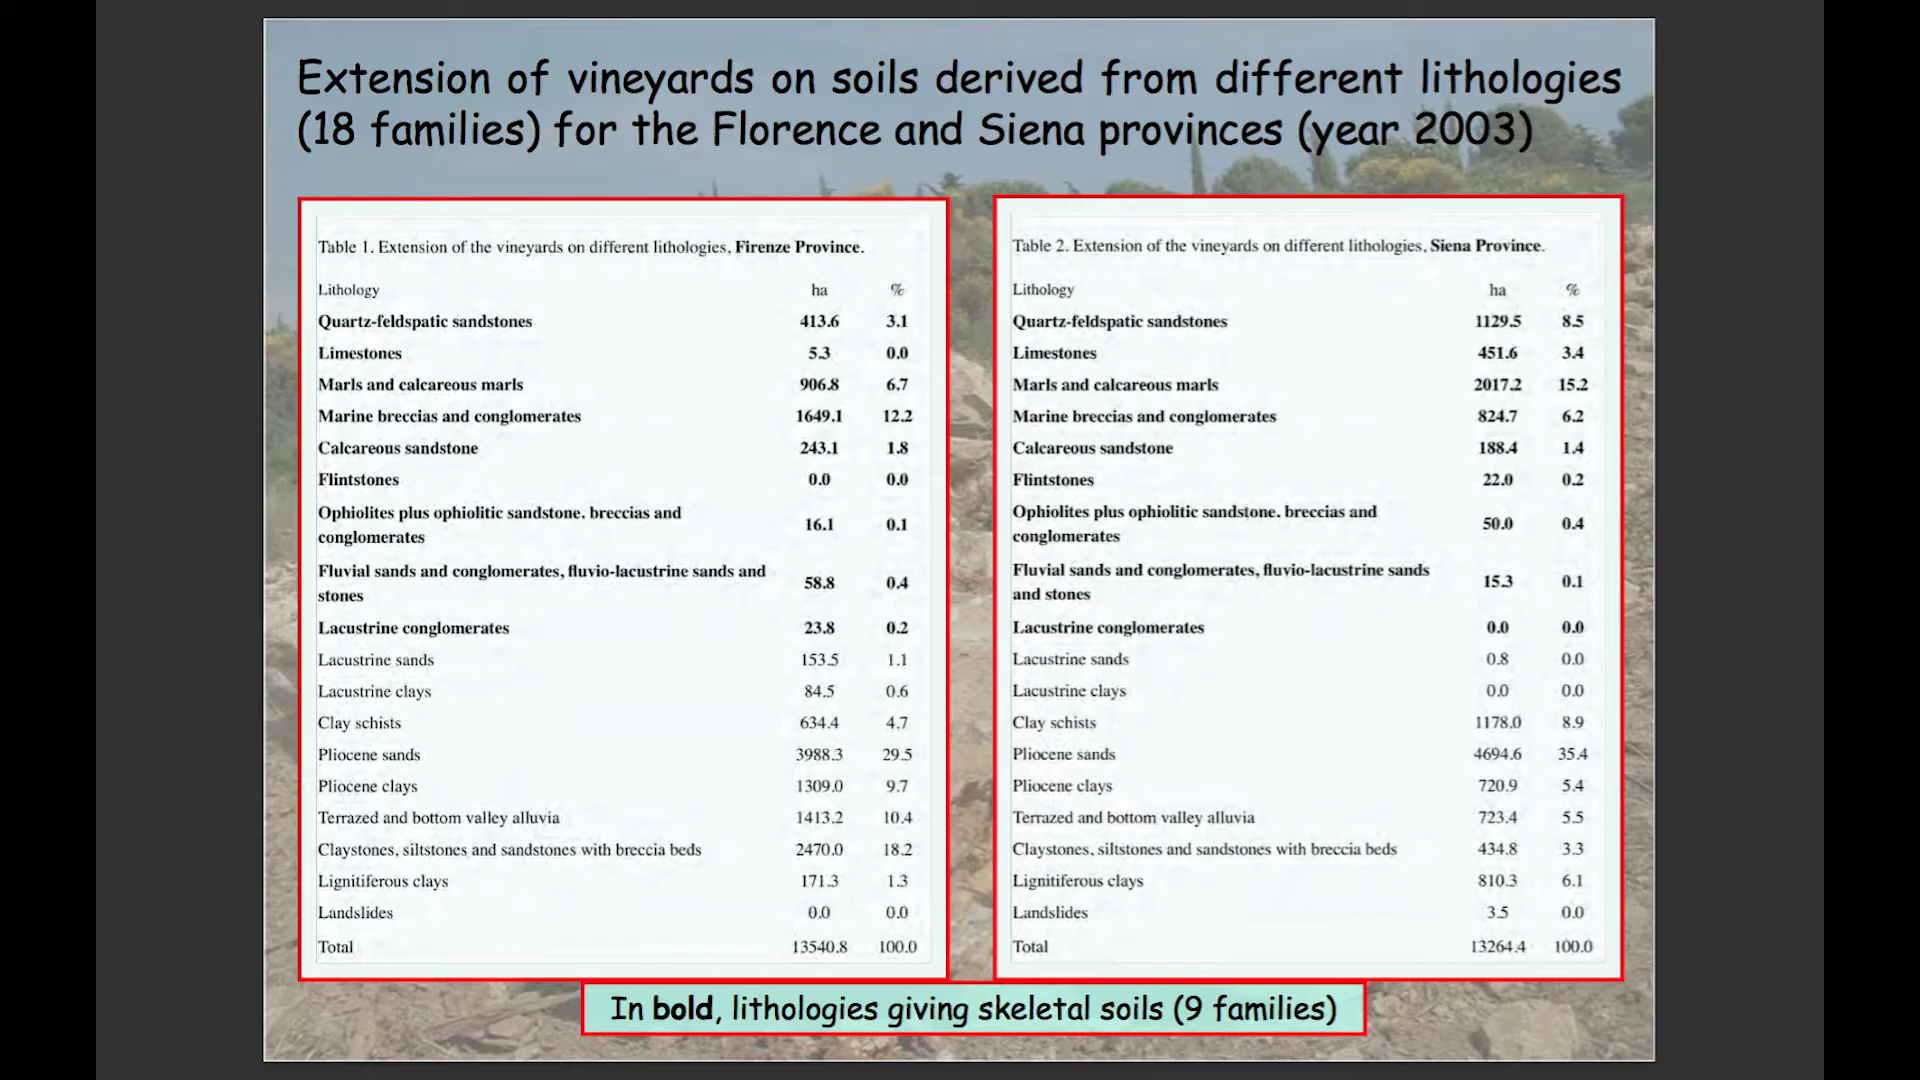 Extension of vineyards on soils derived from different lithologies
(18 families) for the Florence and Siena provinces (year 2003)
Table 1. Extension of the vineyards on different lithologies, Firenze Province.
Lithology ha %
Quartz-feldspatic sandstones 413.6 3.1
Limestones 5.3 0.0
Marls and calcareous marls 906.8 6.7
Marine breccias and conglomerates 1649.1 12.2
Calcareous sandstone 243.1 1.8
Flintstones 0.0 0.0
Ophiolites plus ophiolitic sandstone. breccias and
conglomerates 16.1 0.1
Fluvial sands and conglomerates, fluvio-lacustrine sands and
stones 58.8 0.4
Lacustrine conglomerates 23.8 0.2
Lacustrine sands 153.5 1.1
Lacustrine clays 84.5 0.6
Clay schists 634.4 4.7
Pliocene sands 3988.3 29.5
Pliocene clays 1309.0 9.7
Terrazed and bottom valley alluvia 1413.2 10.4
Claystones, siltstones and sandstones with breccia beds 2470.0 18.2
Lignitiferous clays 171.3 1.3
Landslides 0.0 0.0
Total 13540.8 100.0
Table 2. Extension of the vineyards on different lithologies, Siena Province.
Lithology ha %
Quartz-feldspatic sandstones 1129.5 8.5
Limestones 451.6 3.4
Marls and calcareous marls 2017.2 15.2
Marine breccias and conglomerates 824.7 6.2
Calcareous sandstone 188.4 1.4
Flintstones 22.0 0.2
Ophiolites plus ophiolitic sandstone. breccias and
conglomerates 50.0 0.4
Fluvial sands and conglomerates, fluvio-lacustrine sands
and stones 15.3 0.1
Lacustrine conglomerates 0.0 0.0
Lacustrine sands 0.8 0.0
Lacustrine clays 0.0 0.0
Clay schists 1178.0 8.9
Pliocene sands 4694.6 35.4
Pliocene clays 720.9 5.4
Terrazed and bottom valley alluvia 723.4 5.5
Claystones, siltstones and sandstones with breccia beds 434.8 3.3
Lignitiferous clays 810.3 6.1
Landslides 3.5 0.0
Total 13264.4 100.0
In bold, lithologies giving skeletal soils (9 families)